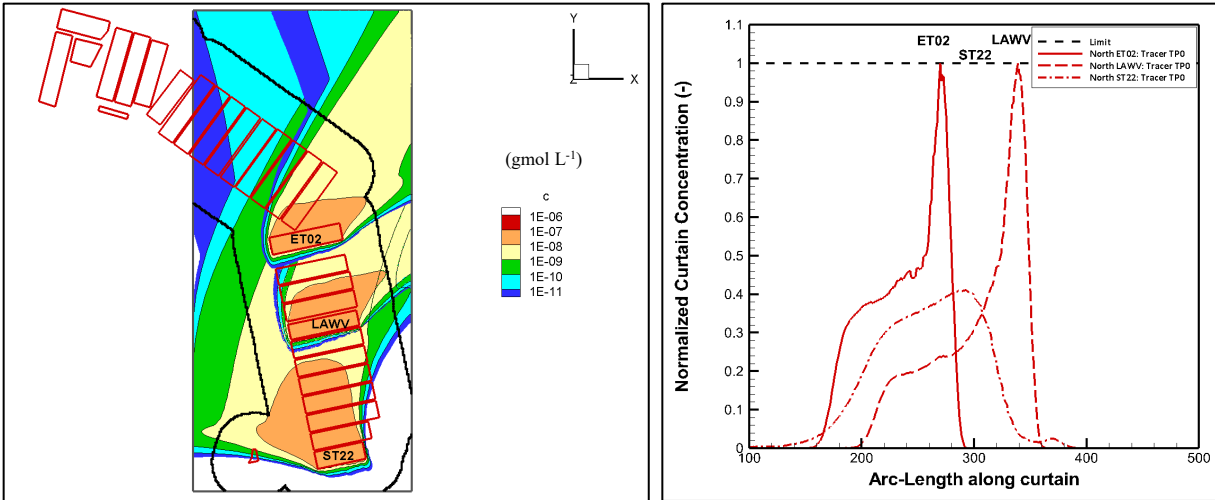 Y
Z
X
(gmol L⁻¹)
c
1E-06
1E-07
1E-08
1E-09
1E-10
1E-11
ET02
LAWV
ST22
1.1
1
0.9
0.8
0.7
0.6
0.5
0.4
0.3
0.2
0.1
0
Normalized Curtain Concentration (-)
ET02
LAWV
ST22
Limit
North ET02: Tracer TP0
North LAWV: Tracer TP0
North ST22: Tracer TP0
100
200
300
400
500
Arc-Length along curtain